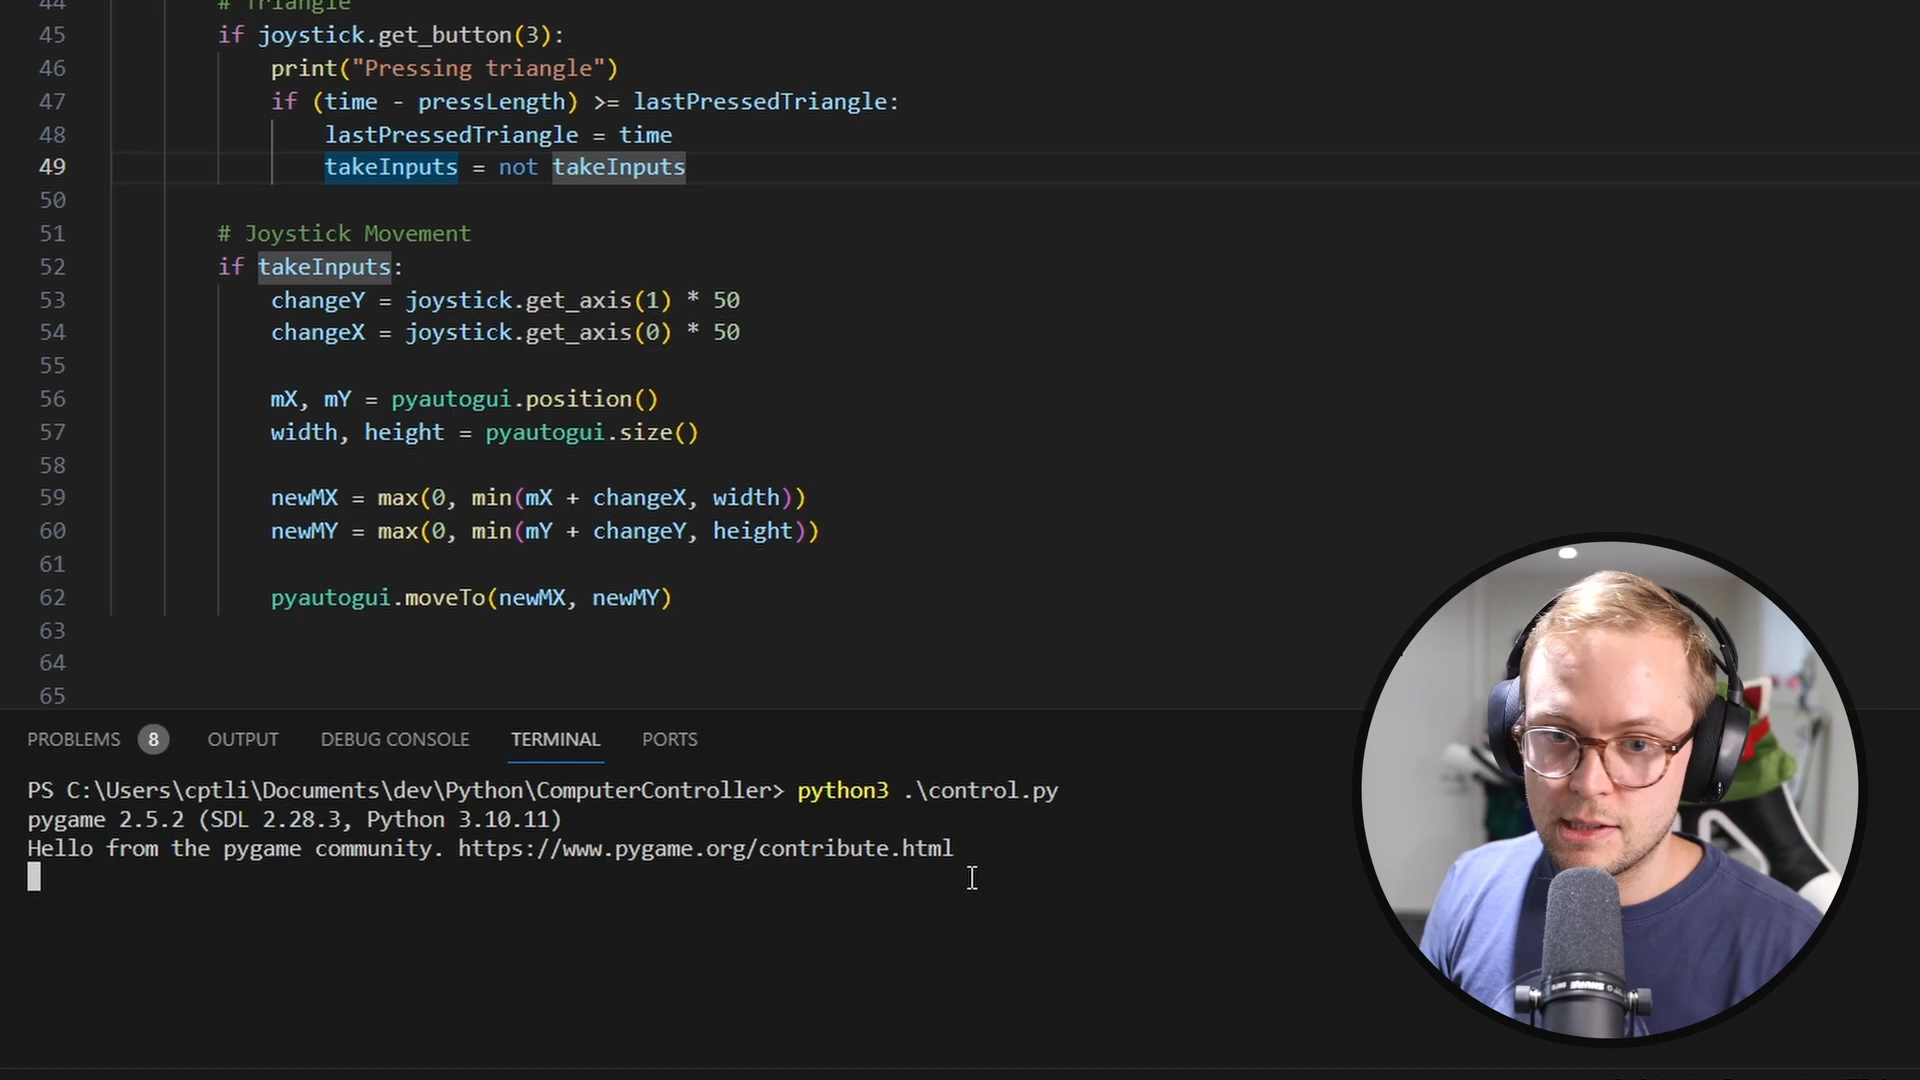 44 # Triangle
45 if joystick.get_button(3):
46 print("Pressing triangle")
47 if (time - pressLength) >= lastPressedTriangle:
48 lastPressedTriangle = time
49 takeInputs = not takeInputs
50
51 # Joystick Movement
52 if takeInputs:
53 changeY = joystick.get_axis(1) * 50
54 changeX = joystick.get_axis(0) * 50
55
56 mX, mY = pyautogui.position()
57 width, height = pyautogui.size()
58
59 newMX = max(0, min(mX + changeX, width))
60 newMY = max(0, min(mY + changeY, height))
61
62 pyautogui.moveTo(newMX, newMY)
63
64
65
PROBLEMS 8 OUTPUT DEBUG CONSOLE TERMINAL PORTS
PS C:\Users\cptli\Documents\dev\Python\ComputerController> python3 .\control.py
pygame 2.5.2 (SDL 2.28.3, Python 3.10.11)
Hello from the pygame community. https://www.pygame.org/contribute.html